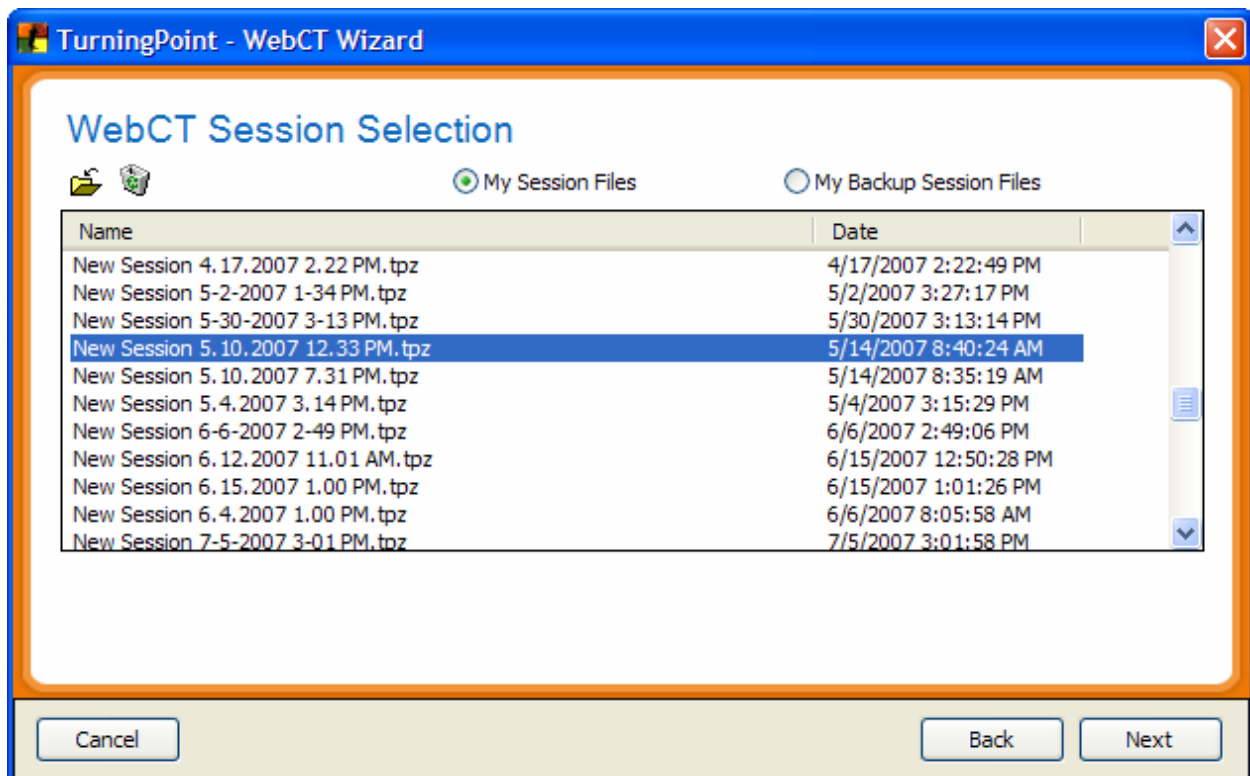 TurningPoint - WebCT Wizard
WebCT Session Selection
My Session Files My Backup Session Files
Name Date
New Session 4.17.2007 2.22 PM.tpz 4/17/2007 2:22:49 PM
New Session 5-2-2007 1-34 PM.tpz 5/2/2007 3:27:17 PM
New Session 5-30-2007 3-13 PM.tpz 5/30/2007 3:13:14 PM
New Session 5.10.2007 12.33 PM.tpz 5/14/2007 8:40:24 AM
New Session 5.10.2007 7.31 PM.tpz 5/14/2007 8:35:19 AM
New Session 5.4.2007 3.14 PM.tpz 5/4/2007 3:15:29 PM
New Session 6-6-2007 2-49 PM.tpz 6/6/2007 2:49:06 PM
New Session 6.12.2007 11.01 AM.tpz 6/15/2007 12:50:28 PM
New Session 6.15.2007 1.00 PM.tpz 6/15/2007 1:01:26 PM
New Session 6.4.2007 1.00 PM.tpz 6/6/2007 8:05:58 AM
New Session 7-5-2007 3-01 PM.tpz 7/5/2007 3:01:58 PM
Cancel Back Next